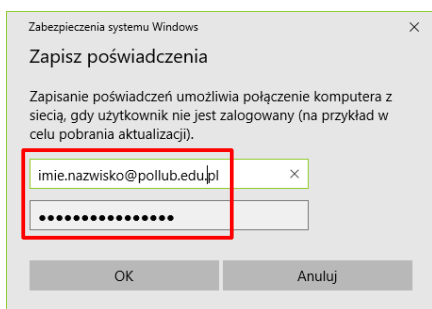 Zabezpieczenia systemu Windows
Zapisz poświadczenia
Zapisanie poświadczeń umożliwia połączenie komputera z
siecią, gdy użytkownik nie jest zalogowany (na przykład w
celu pobrania aktualizacji).
imie.nazwisko@pollub.edu.pl
●●●●●●●●●●●●●●●●
OK Anuluj